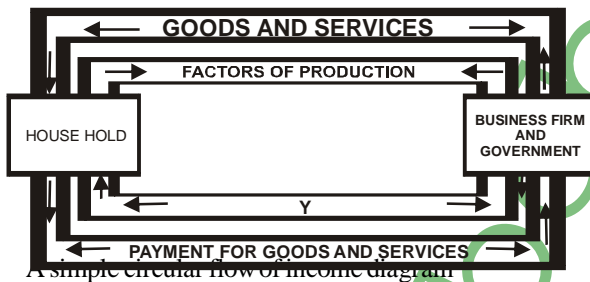 GOODS AND SERVICES
FACTORS OF PRODUCTION
HOUSE HOLD
BUSINESS FIRM
AND
GOVERNMENT
Y
PAYMENT FOR GOODS AND SERVICES
A simple circular flow of income diagram